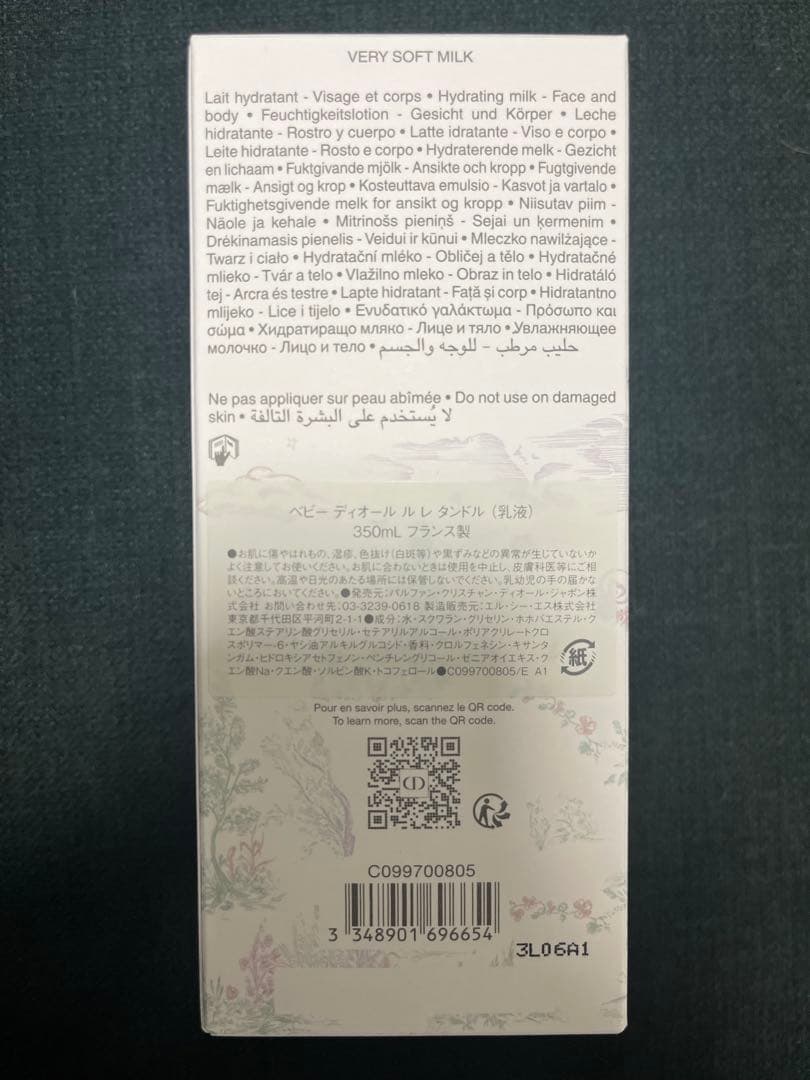 VERY SOFT MILK
Lait hydratant - Visage et corps • Hydrating milk - Face and
body • Feuchtigkeitslotion - Gesicht und Körper • Leche
hidratante - Rostro y cuerpo • Latte idratante - Viso e corpo •
Leite hidratante - Rosto e corpo • Hydraterende melk - Gezicht
en lichaam • Fuktgivande mjölk - Ansikte och kropp • Fugtgivende
mælk - Ansigt og krop • Kosteuttava emulsio - Kasvot ja vartalo •
Fuktighetsgivende melk for ansikt og kropp • Niisutav piim -
Näole ja kehale • Mitrinošs pieniņš - Sejai un ķermenim •
Drėkinamasis pienelis - Veidui ir kūnui • Mleczko nawilżające -
Twarz i ciało • Hydratační mléko - Obličej a tělo • Hydratačné
mlieko - Tvár a telo • Vlažilno mleko - Obraz in telo • Hidratáló
tej - Arcra és testre • Lapte hidratant - Față și corp • Hidratantno
mlijeko - Lice i tijelo • Ενυδατικό γαλάκτωμα - Πρόσωπο και
σώμα • Хидратиращо мляко - Лице и тяло • Увлажняющее
молочко - Лицо и тело • حليب مرطب - للوجه والجسم
Ne pas appliquer sur peau abîmée • Do not use on damaged
skin • لا يُستخدم على البشرة التالفة
ベビー ディオール ル レ タンドル（乳液）
350mL フランス製
●お肌に傷やはれもの、湿疹、色抜け（白斑等）や黒ずみなどの異常が生じていないか
よく注意してお使いください。お肌に合わないときは使用を中止し、皮膚科医等にご相
談ください。高温や日光のあたる場所には保管しないでください。乳幼児の手の届かな
いところにおいてください。●発売元：パルファン・クリスチャン・ディオール・ジャポン株
式会社 お問い合わせ先：03-3239-0618 製造販売元：エル・シー・エス株式会社
東京都千代田区平河町2-1-1●成分：水・スクワラン・グリセリン・ホホバエステル・ク
エン酸ステアリン酸グリセリル・セテアリルアルコール・ポリアクリレートクロ
スポリマー-6・ヤシ油アルキルグルコシド・香料・クロルフェネシン・キサンタ
ンガム・ヒドロキシアセトフェノン・ペンチレングリコール・ゼニアオイエキス・ク
エン酸Na・クエン酸・ソルビン酸K・トコフェロール●C099700805/E A1
紙
Pour en savoir plus, scannez le QR code.
To learn more, scan the QR code.
CD
C099700805
3 348901 696654
3L06A1